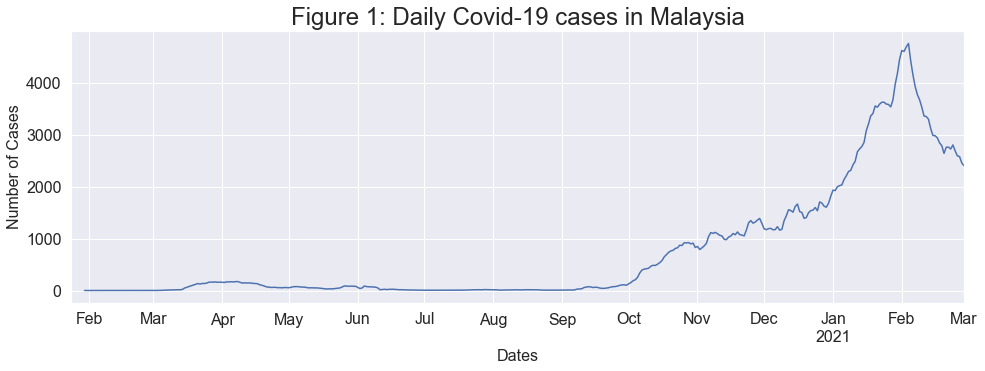 Figure 1: Daily Covid-19 cases in Malaysia
Number of Cases
4000
3000
2000
1000
0
Feb Mar Apr May Jun Jul Aug Sep Oct Nov Dec Jan Feb Mar
2021
Dates